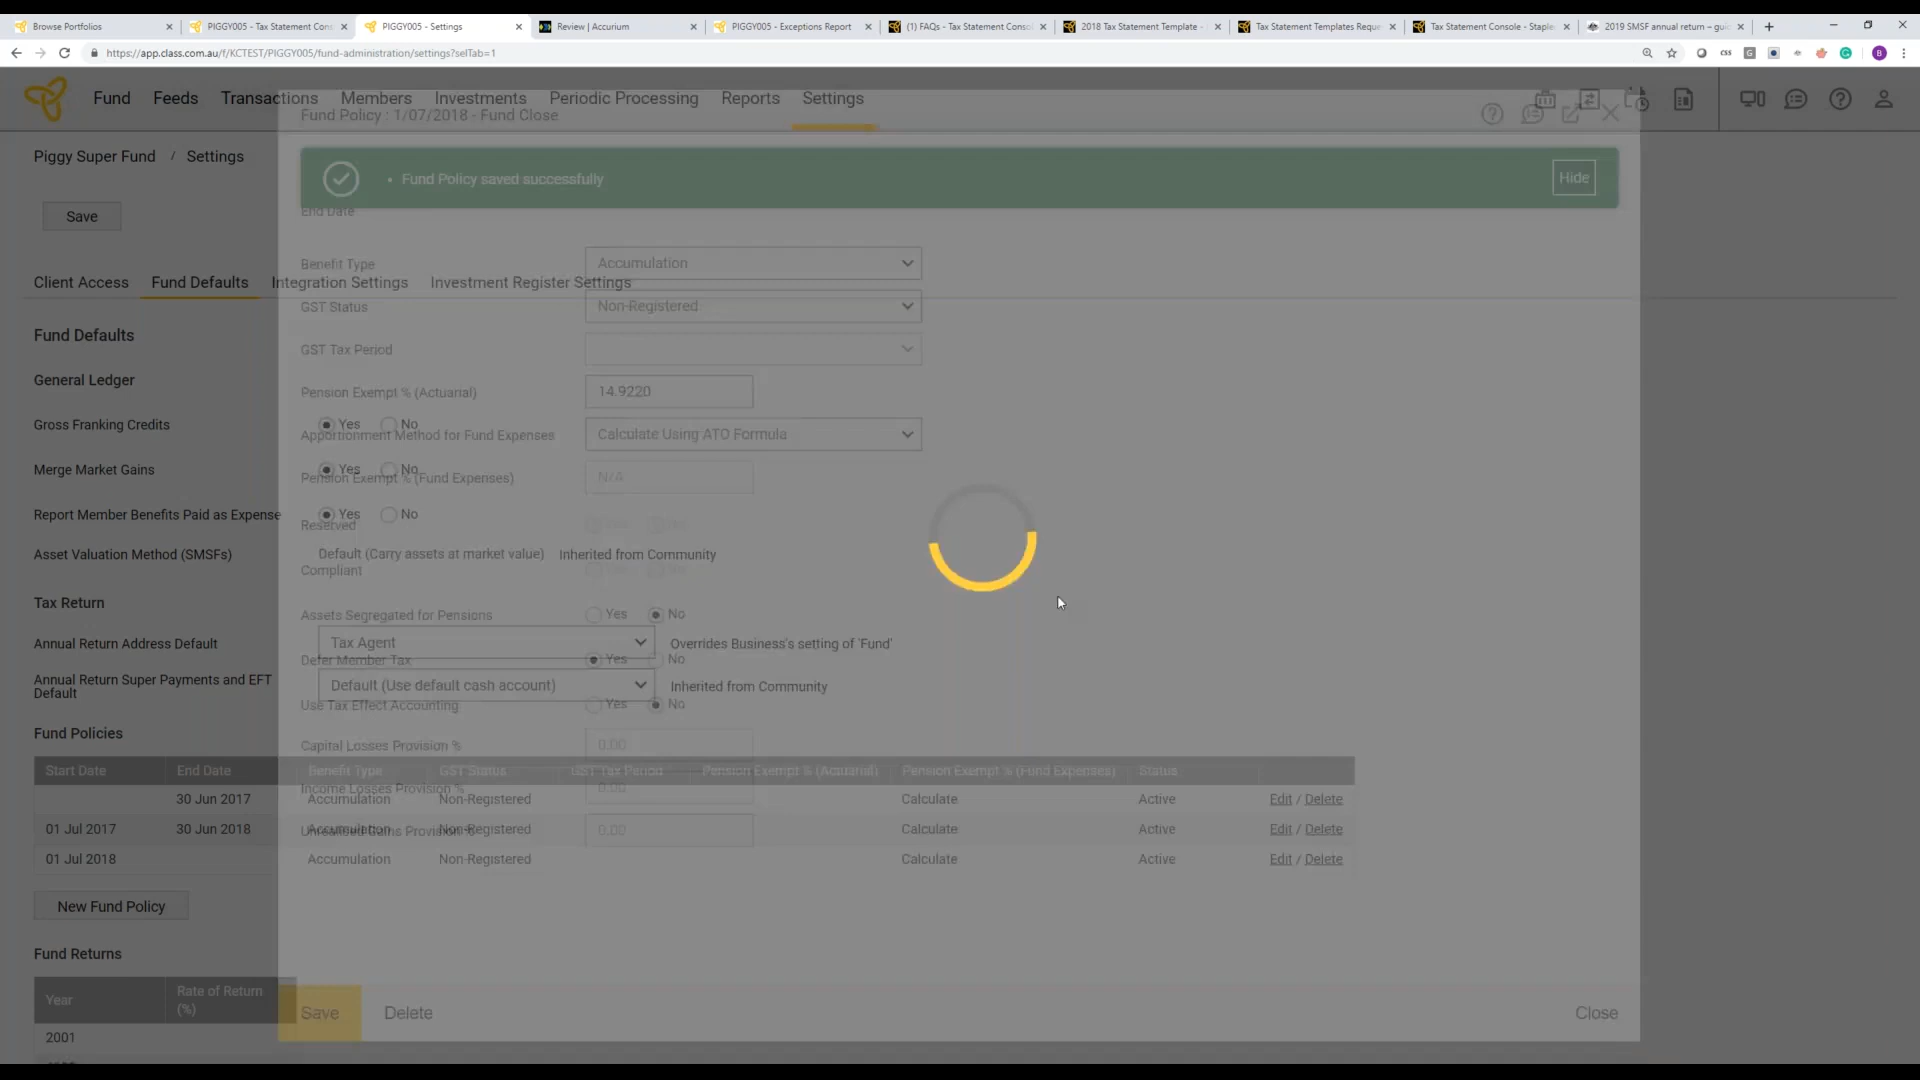 Browse Portfolios
PIGGY005 - Tax Statement Con
PIGGY005 - Settings
Review | Accurium
PIGGY005 - Exceptions Report
(1) FAQs - Tax Statement Consol
2018 Tax Statement Template -
Tax Statement Templates Reque
Tax Statement Console - Staple
2019 SMSF annual return – gui
https://app.class.com.au/f/KCTEST/PIGGY005/fund-administration/settings?selTab=1
Fund
Feeds
Transactions
Members
Investments
Periodic Processing
Reports
Settings
Fund Policy : 1/07/2018 - Fund Close
Piggy Super Fund / Settings
Fund Policy saved successfully
Hide
Save
End Date
Benefit Type
Accumulation
Client Access
Fund Defaults
Integration Settings
Investment Register Settings
GST Status
Non-Registered
Fund Defaults
GST Tax Period
General Ledger
Pension Exempt % (Actuarial)
14.9220
Gross Franking Credits
Yes No
Apportionment Method for Fund Expenses
Calculate Using ATO Formula
Merge Market Gains
Yes No
Pension Exempt % (Fund Expenses)
N/A
Report Member Benefits Paid as Expense
Yes No
Reserved
Asset Valuation Method (SMSFs)
Default (Carry assets at market value) Inherited from Community
Compliant
Tax Return
Assets Segregated for Pensions
Yes No
Annual Return Address Default
Tax Agent
Overrides Business's setting of 'Fund'
Defer Member Tax
Yes No
Annual Return Super Payments and EFT
Default
Default (Use default cash account)
Inherited from Community
Use Tax Effect Accounting
Yes No
Fund Policies
Capital Losses Provision %
0.00
Start Date End Date Benefit Type GST Status GST Tax Period Pension Exempt % (Actuarial) Pension Exempt % (Fund Expenses) Status
Income Losses Provision %
0.00
30 Jun 2017 Accumulation Non-Registered Calculate Active Edit / Delete
01 Jul 2017 30 Jun 2018 Accumulation Non-Registered Calculate Active Edit / Delete
Unrealised Gains Provision %
0.00
01 Jul 2018 Accumulation Non-Registered Calculate Active Edit / Delete
New Fund Policy
Fund Returns
Year
Rate of Return
(%)
Save
Delete
Close
2001